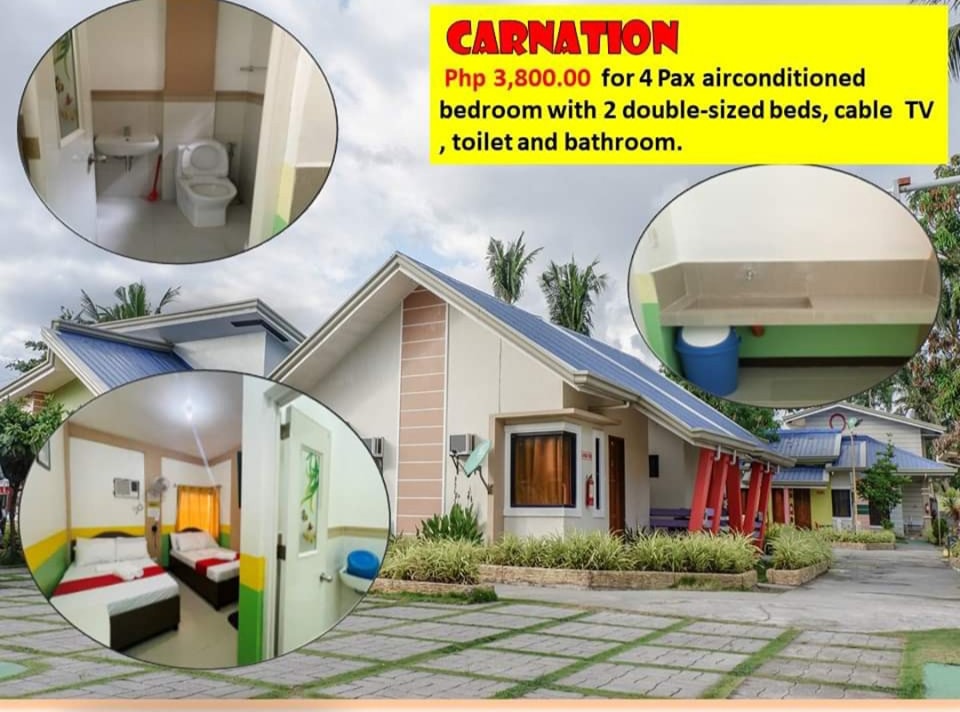 CARNATION
Php 3,800.00 for 4 Pax airconditioned
bedroom with 2 double-sized beds, cable TV
, toilet and bathroom.